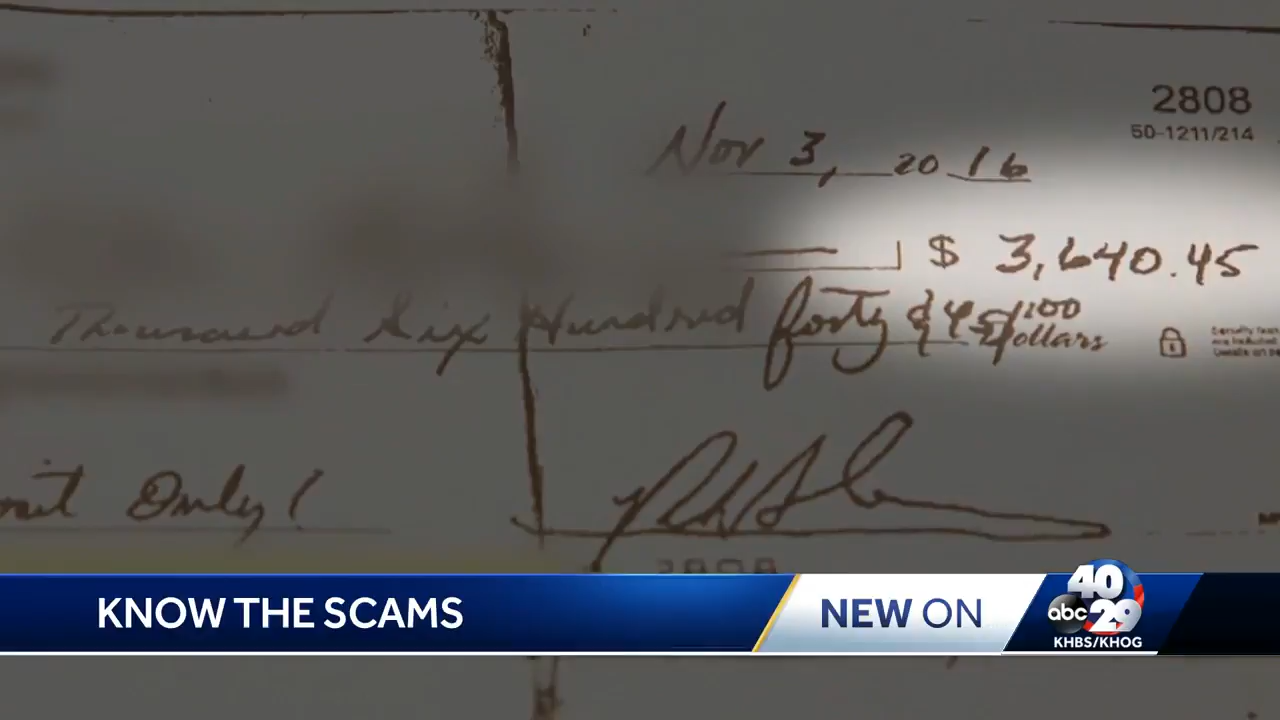 2808
50-1211/214
Nov 3, 20 16
$ 3,640.45
Thousand Six Hundred forty & 45/100
Dollars
Only!
2808
KNOW THE SCAMS
NEW ON
40
abc 29
KHBS/KHOG